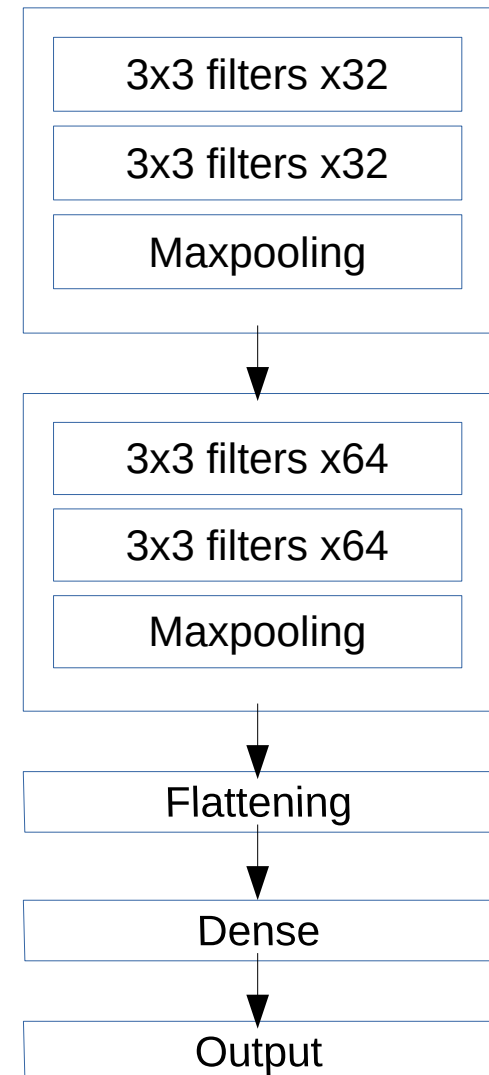 3x3 filters x32
3x3 filters x32
Maxpooling
3x3 filters x64
3x3 filters x64
Maxpooling
Flattening
Dense
Output